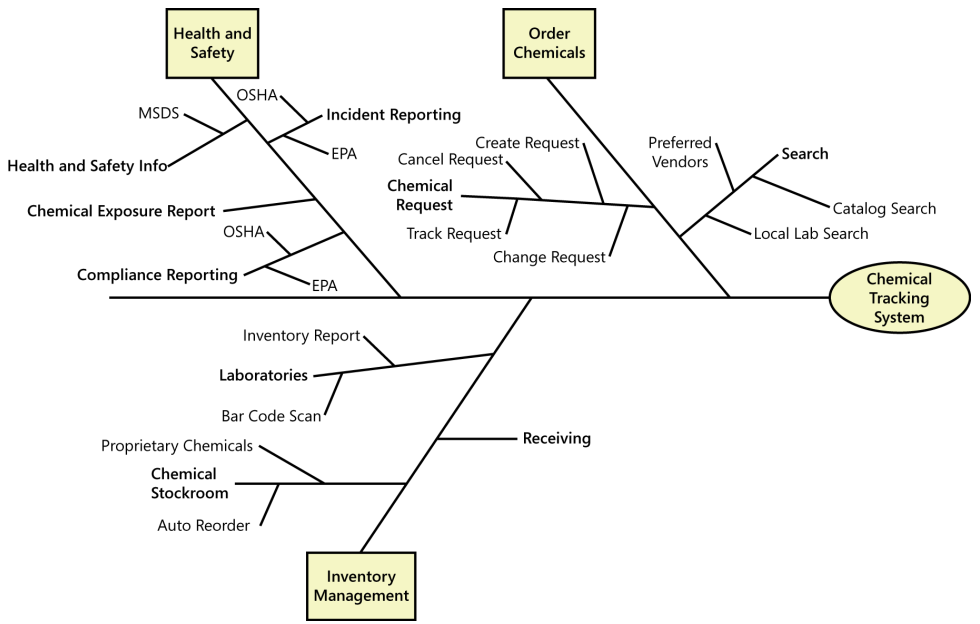 Health and
Safety
Order
Chemicals
OSHA
MSDS
Incident Reporting
EPA
Health and Safety Info
Chemical Exposure Report
OSHA
Compliance Reporting
EPA
Create Request
Cancel Request
Chemical
Request
Track Request
Change Request
Preferred
Vendors
Search
Catalog Search
Local Lab Search
Chemical
Tracking
System
Inventory Report
Laboratories
Bar Code Scan
Receiving
Proprietary Chemicals
Chemical
Stockroom
Auto Reorder
Inventory
Management